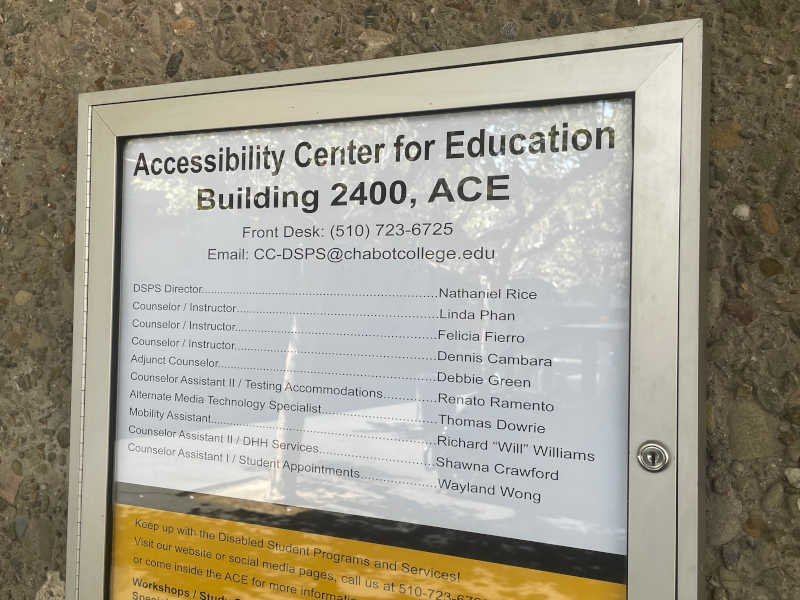 Accessibility Center for Education
Building 2400, ACE
Front Desk: (510) 723-6725
Email: CC-DSPS@chabotcollege.edu
DSPS Director....................Nathaniel Rice
Counselor / Instructor....................Linda Phan
Counselor / Instructor....................Felicia Fierro
Counselor / Instructor....................Dennis Cambara
Adjunct Counselor....................Debbie Green
Counselor Assistant II / Testing Accommodations....................Renato Ramento
Alternate Media Technology Specialist....................Thomas Dowrie
Mobility Assistant....................Richard “Will” Williams
Counselor Assistant II / DHH Services....................Shawna Crawford
Counselor Assistant I / Student Appointments....................Wayland Wong
Keep up with the Disabled Student Programs and Services!
Visit our website or social media pages, call us at 510-723-67
or come inside the ACE for more
Workshops /